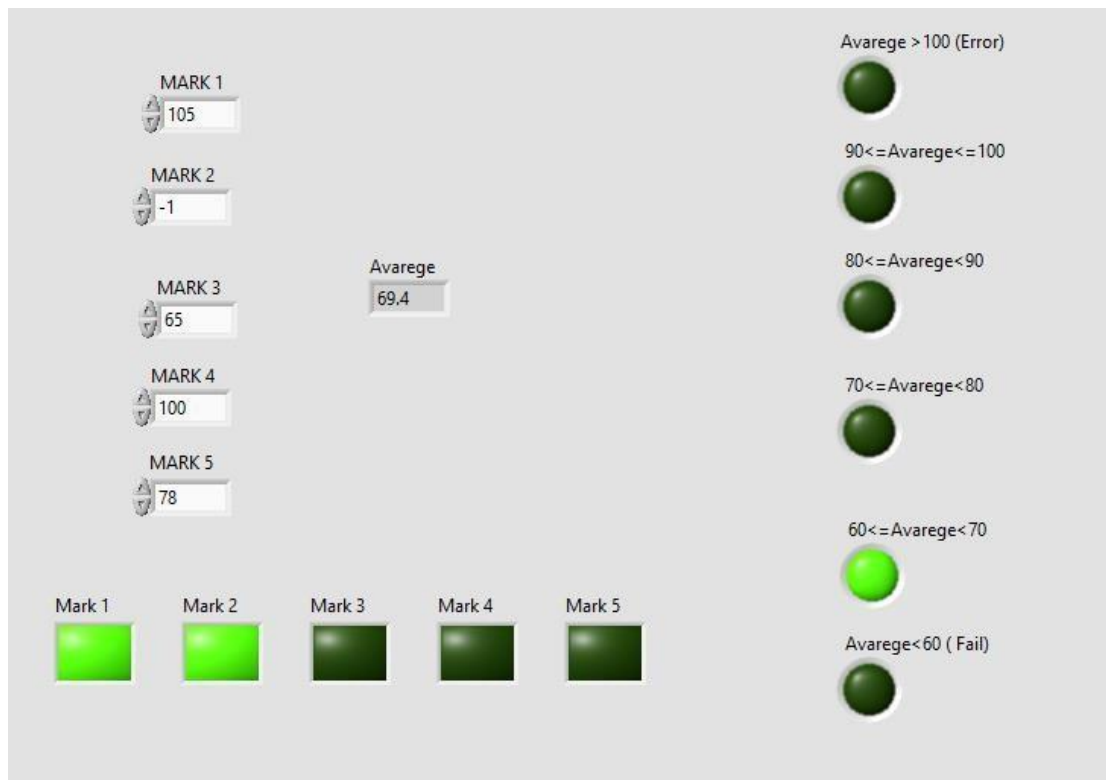 MARK 1
105
MARK 2
-1
MARK 3
65
MARK 4
100
MARK 5
78
Avarege
69.4
Mark 1
Mark 2
Mark 3
Mark 4
Mark 5
Avarege >100 (Error)
90<=Avarege<=100
80<=Avarege<90
70<=Avarege<80
60<=Avarege<70
Avarege<60 ( Fail)